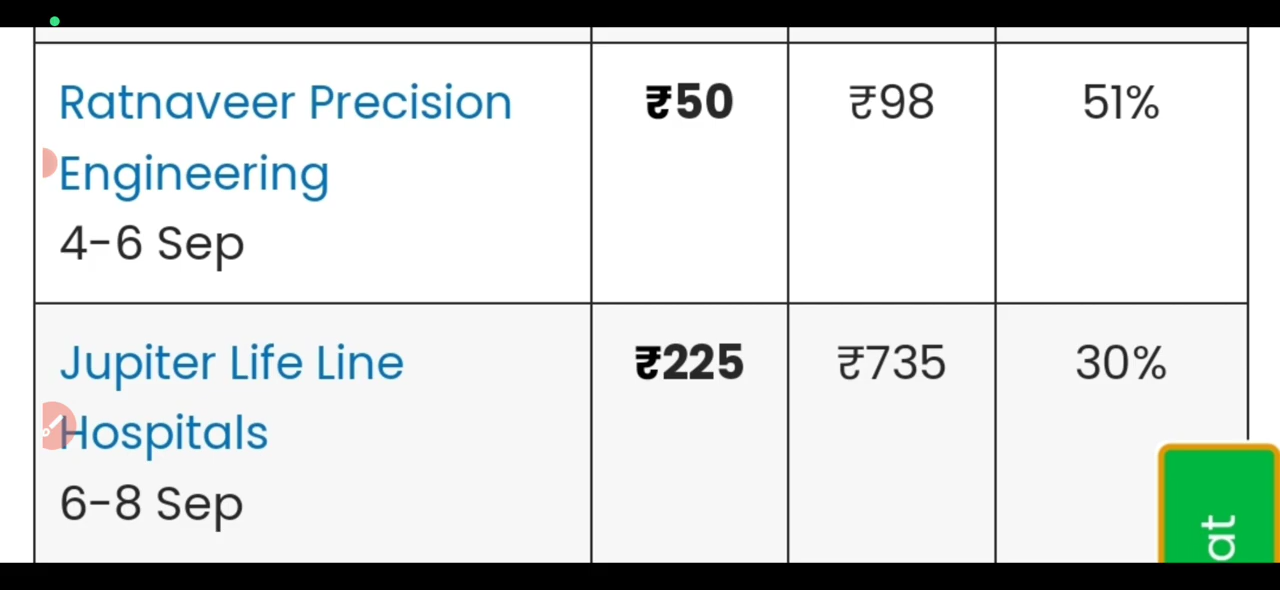 Ratnaveer Precision ₹50 ₹98 51%
Engineering
4-6 Sep
Jupiter Life Line ₹225 ₹735 30%
Hospitals
6-8 Sep
at